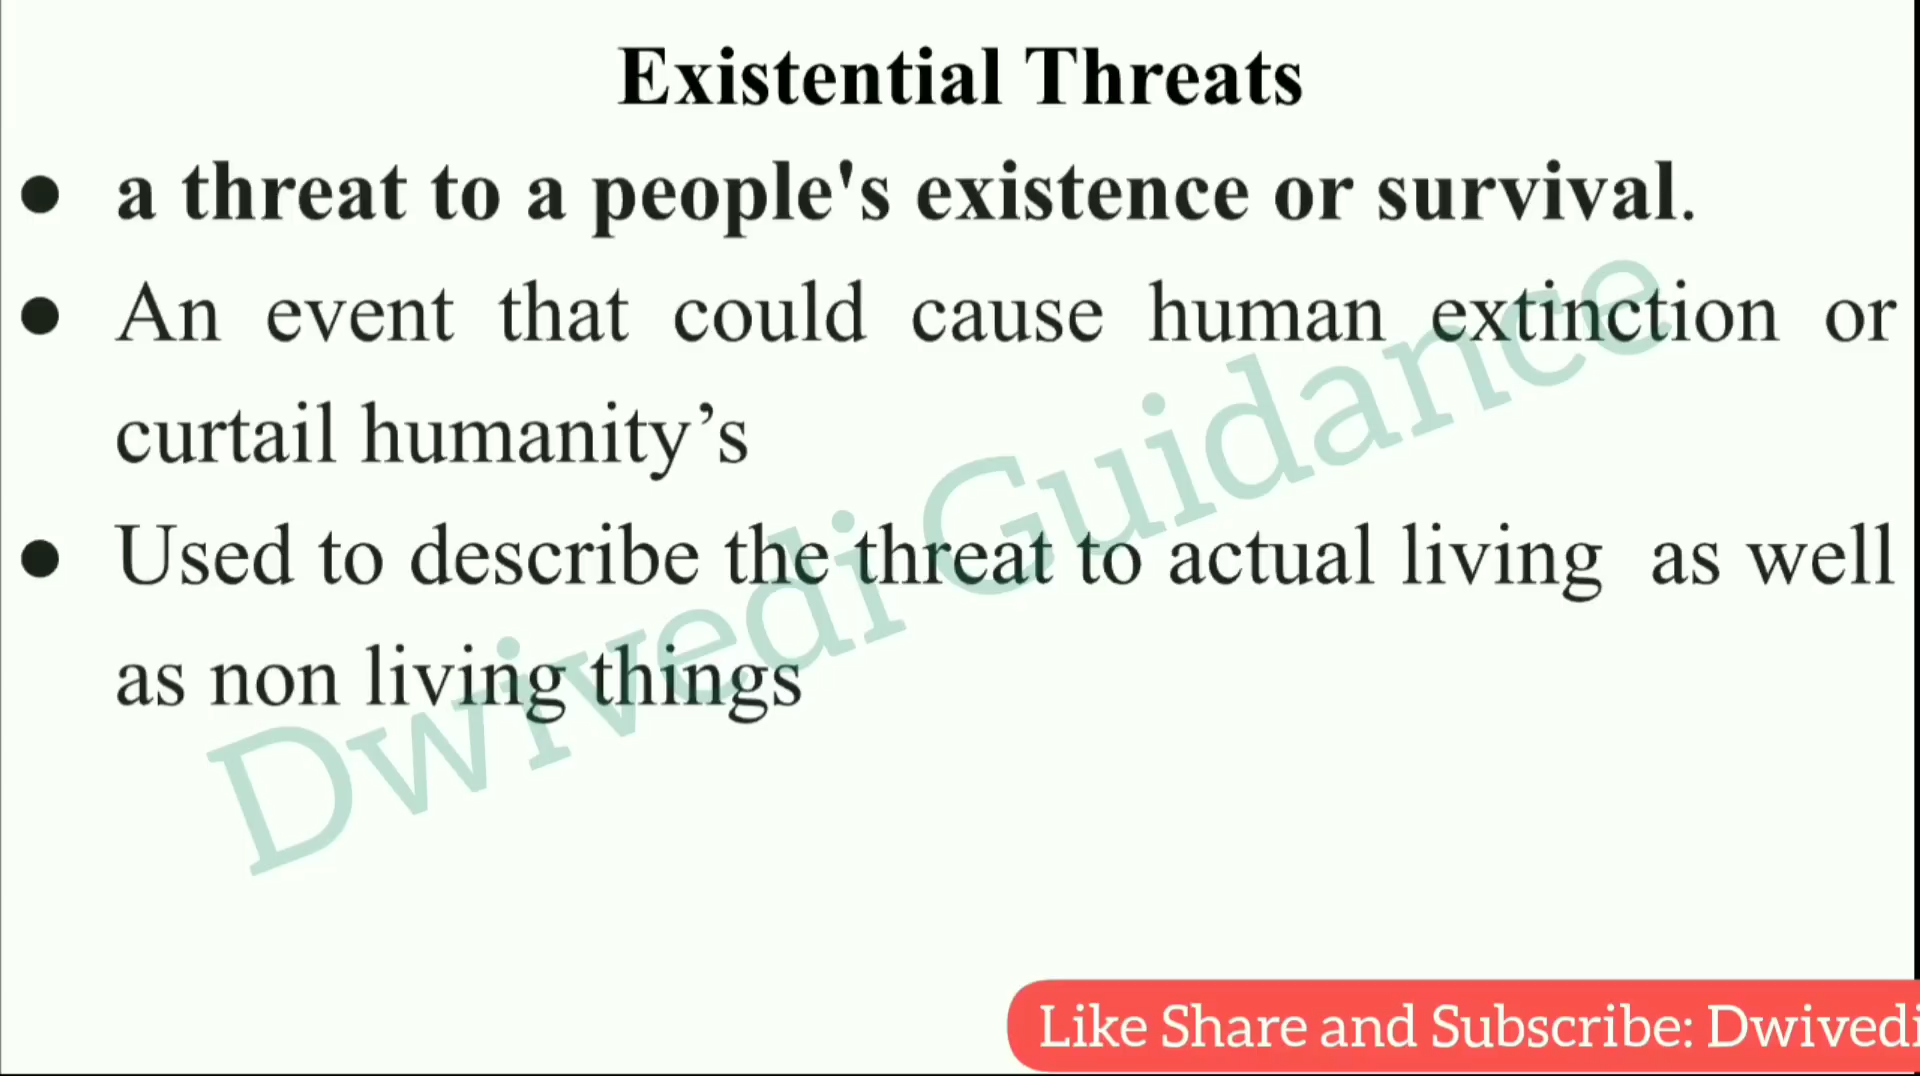 Existential Threats
● a threat to a people's existence or survival.
● An event that could cause human extinction or
curtail humanity’s
● Used to describe the threat to actual living as well
as non living things
Dwivedi Guidance
Like Share and Subscribe: Dwivedi